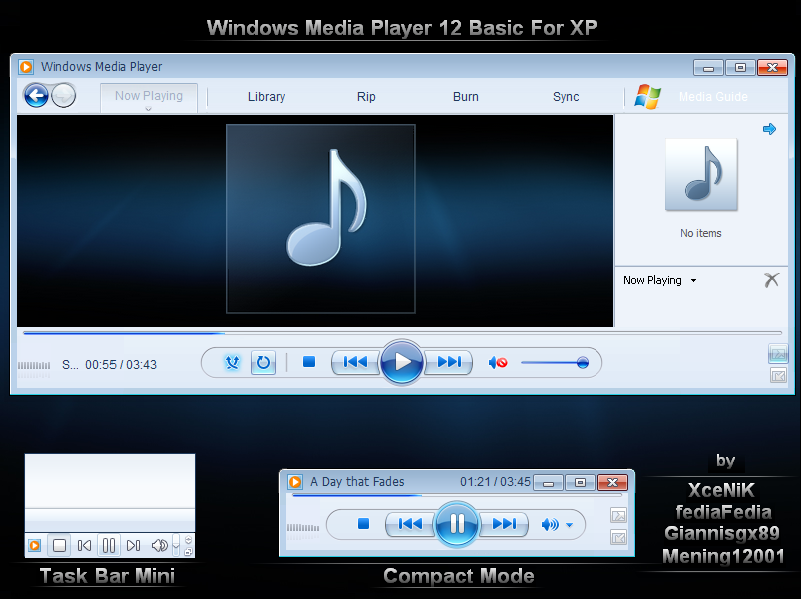 Windows Media Player 12 Basic For XP
Windows Media Player
Now Playing Library Rip Burn Sync Media Guide
No items
Now Playing
S... 00:55 / 03:43
by
A Day that Fades 01:21 / 03:45
XceNiK
fediaFedia
Giannisgx89
Mening12001
Task Bar Mini
Compact Mode